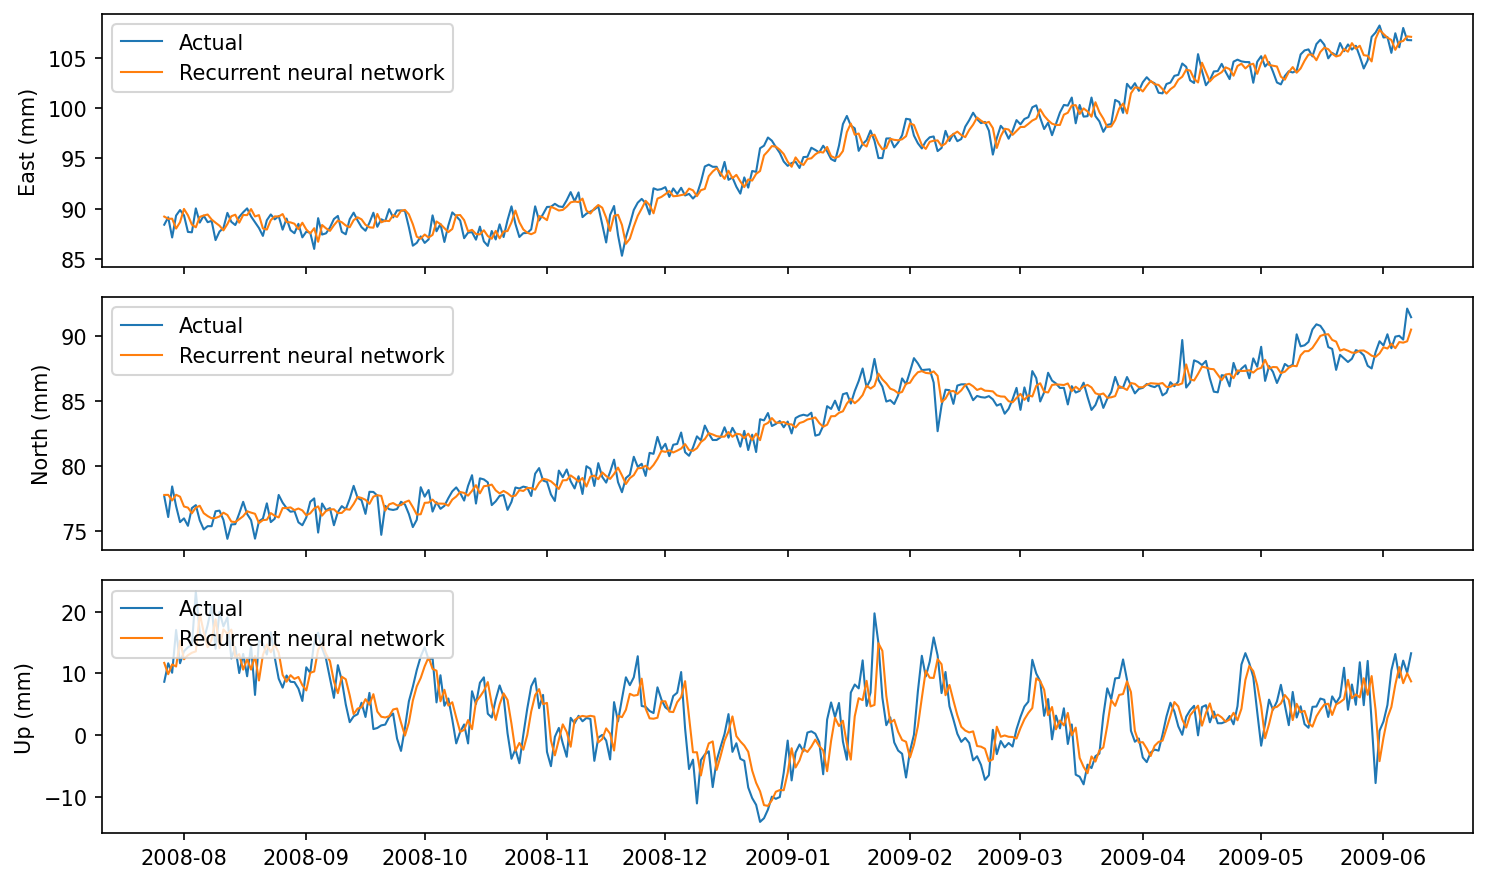 East (mm)
105
100
95
90
85
Actual
Recurrent neural network
North (mm)
90
85
80
75
Actual
Recurrent neural network
Up (mm)
20
10
0
−10
Actual
Recurrent neural network
2008-08 2008-09 2008-10 2008-11 2008-12 2009-01 2009-02 2009-03 2009-04 2009-05 2009-06